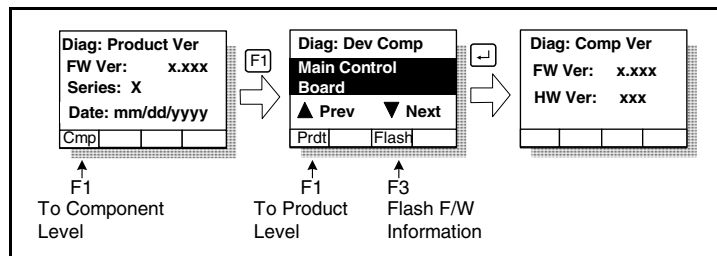 Diag: Product Ver
FW Ver: x.xxx
Series: X
Date: mm/dd/yyyy
Cmp
F1
To Component
Level
F1
Diag: Dev Comp
Main Control
Board
▲ Prev ▼ Next
Prdt Flash
F1
To Product
Level
F3
Flash F/W
Information
↵
Diag: Comp Ver
FW Ver: x.xxx
HW Ver: xxx